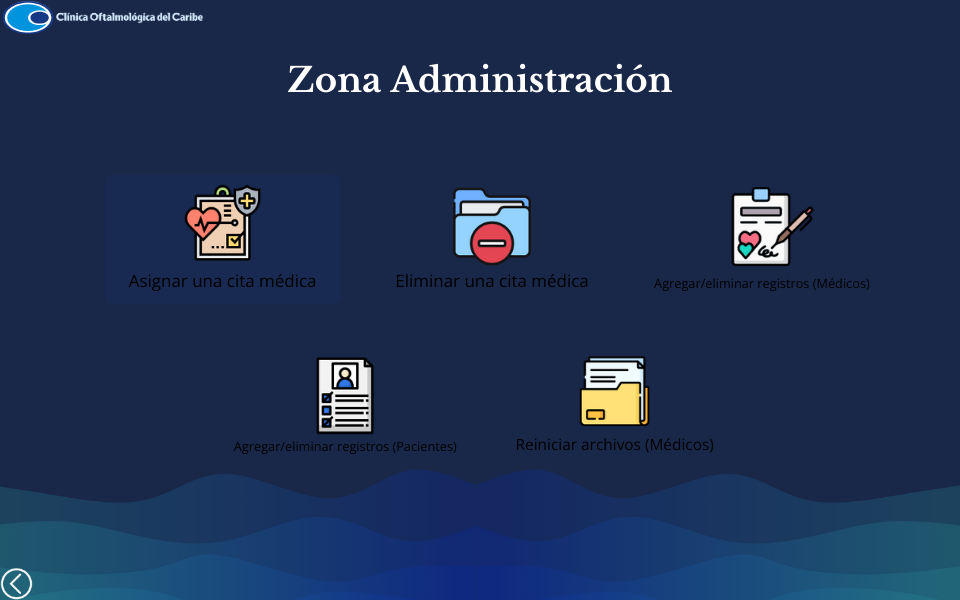 Clínica Oftalmológica del Caribe
Zona Administración
Asignar una cita médica
Eliminar una cita médica
Agregar/eliminar registros (Médicos)
Agregar/eliminar registros (Pacientes)
Reiniciar archivos (Médicos)